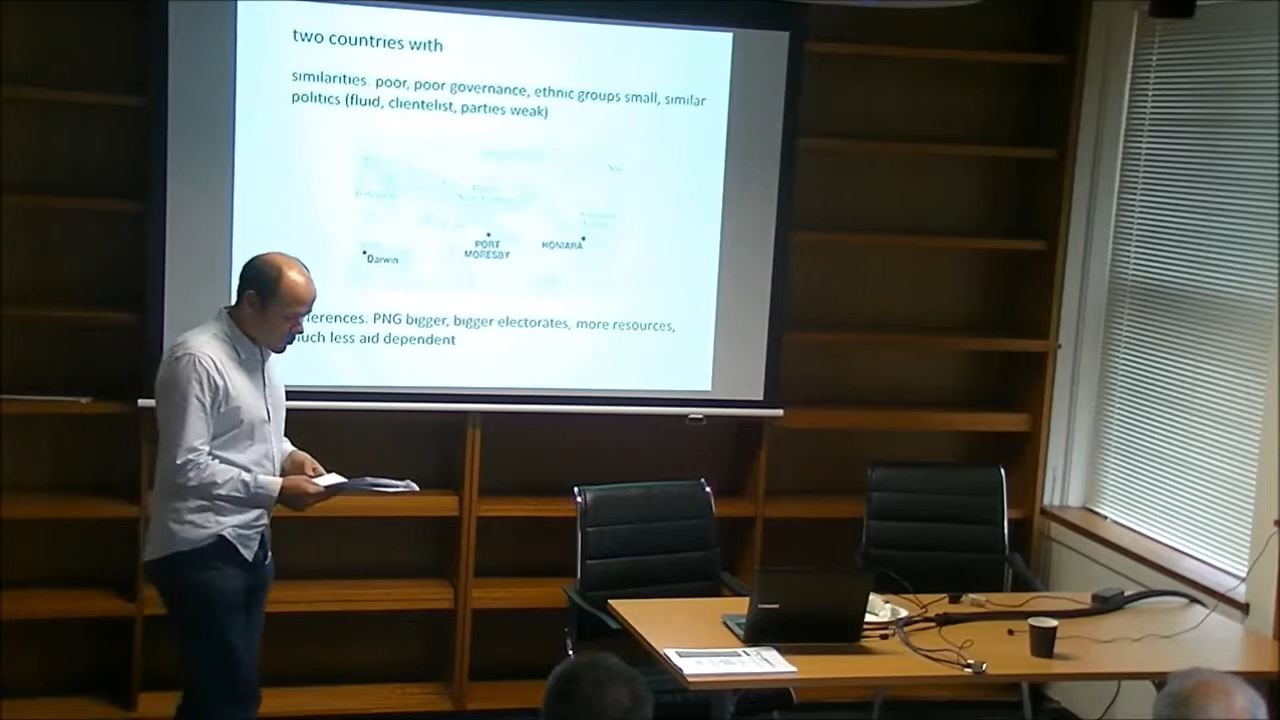 two countries with
similarities. poor, poor governance, ethnic groups small, similar
politics (fluid, clientelist, parties weak)
PORT
MORESBY
HONIARA
Darwin
ferences. PNG bigger, bigger electorates, more resources,
uch less aid dependent